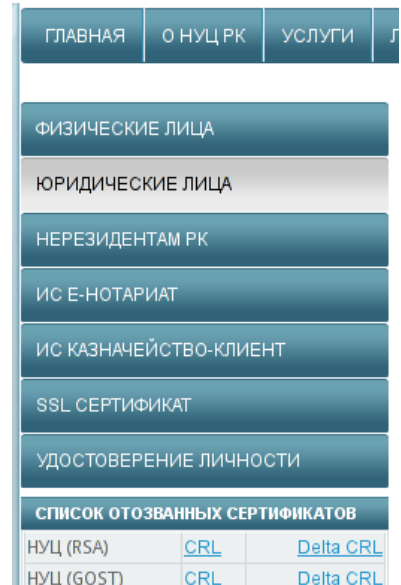 ГЛАВНАЯ О НУЦ РК УСЛУГИ
ФИЗИЧЕСКИЕ ЛИЦА
ЮРИДИЧЕСКИЕ ЛИЦА
НЕРЕЗИДЕНТАМ РК
ИС Е-НОТАРИАТ
ИС КАЗНАЧЕЙСТВО-КЛИЕНТ
SSL СЕРТИФИКАТ
УДОСТОВЕРЕНИЕ ЛИЧНОСТИ
СПИСОК ОТОЗВАННЫХ СЕРТИФИКАТОВ
НУЦ (RSA) CRL Delta CRL
НУЦ (GOST) CRL Delta CRL